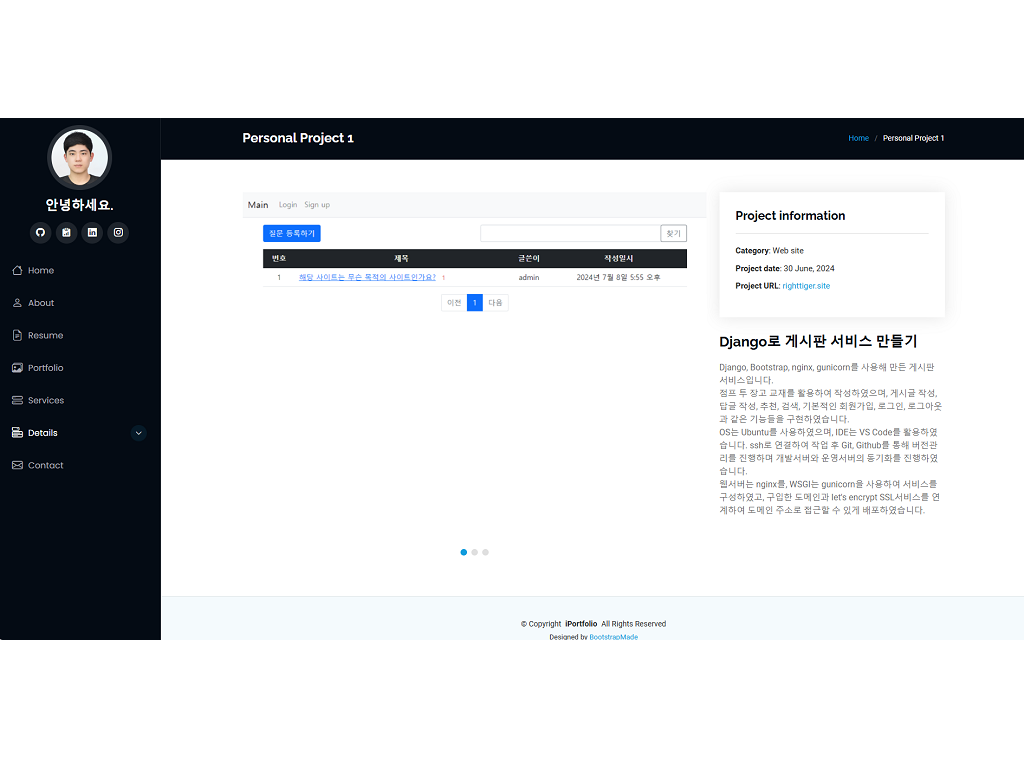 안녕하세요.
Home
About
Resume
Portfolio
Services
Details
Contact
Personal Project 1
Home / Personal Project 1
Main Login Sign up
질문 등록하기
찾기
번호 제목 글쓴이 작성일시
1 해당 사이트는 무슨 목적의 사이트인가요? 1 admin 2024년 7월 8일 5:55 오후
이전 1 다음
Project information
Category: Web site
Project date: 30 June, 2024
Project URL: righttiger.site
Django로 게시판 서비스 만들기
Django, Bootstrap, nginx, gunicorn를 사용해 만든 게시판
서비스입니다.
점프 투 장고 교재를 활용하여 작성하였으며, 게시글 작성,
답글 작성, 추천, 검색, 기본적인 회원가입, 로그인, 로그아웃
과 같은 기능들을 구현하였습니다.
OS는 Ubuntu를 사용하였으며, IDE는 VS Code를 활용하였
습니다. ssh로 연결하여 작업 후 Git, Github를 통해 버전관
리를 진행하며 개발서버와 운영서버의 동기화를 진행하였
습니다.
웹서버는 nginx를, WSGI는 gunicorn을 사용하여 서비스를
구성하였고, 구입한 도메인과 let's encrypt SSL서비스를 연
계하여 도메인 주소로 접근할 수 있게 배포하였습니다.
© Copyright iPortfolio All Rights Reserved
Designed by BootstrapMade